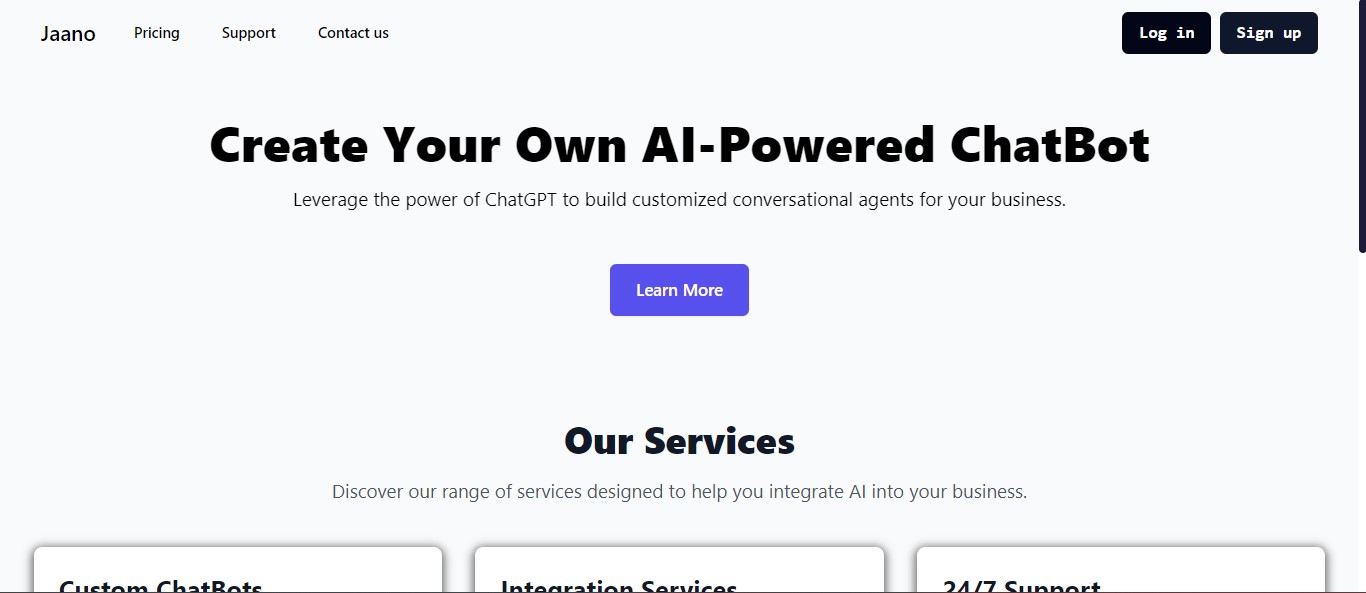 Jaano Pricing Support Contact us Log in Sign up
Create Your Own AI-Powered ChatBot
Leverage the power of ChatGPT to build customized conversational agents for your business.
Learn More
Our Services
Discover our range of services designed to help you integrate AI into your business.
Custom ChatBots Integration Services 24/7 Support